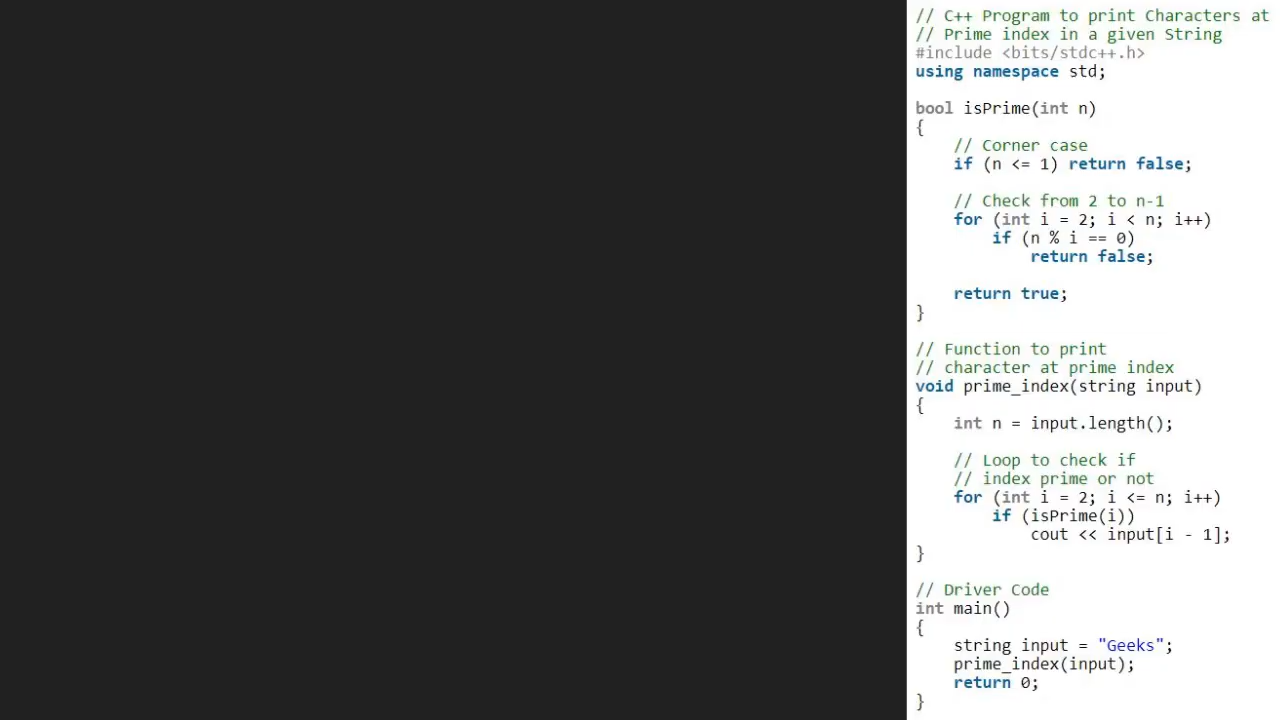 // C++ Program to print Characters at
// Prime index in a given String
#include <bits/stdc++.h>
using namespace std;
bool isPrime(int n)
{
// Corner case
if (n <= 1) return false;
// Check from 2 to n-1
for (int i = 2; i < n; i++)
if (n % i == 0)
return false;
return true;
}
// Function to print
// character at prime index
void prime_index(string input)
{
int n = input.length();
// Loop to check if
// index prime or not
for (int i = 2; i <= n; i++)
if (isPrime(i))
cout << input[i - 1];
}
// Driver Code
int main()
{
string input = "Geeks";
prime_index(input);
return 0;
}